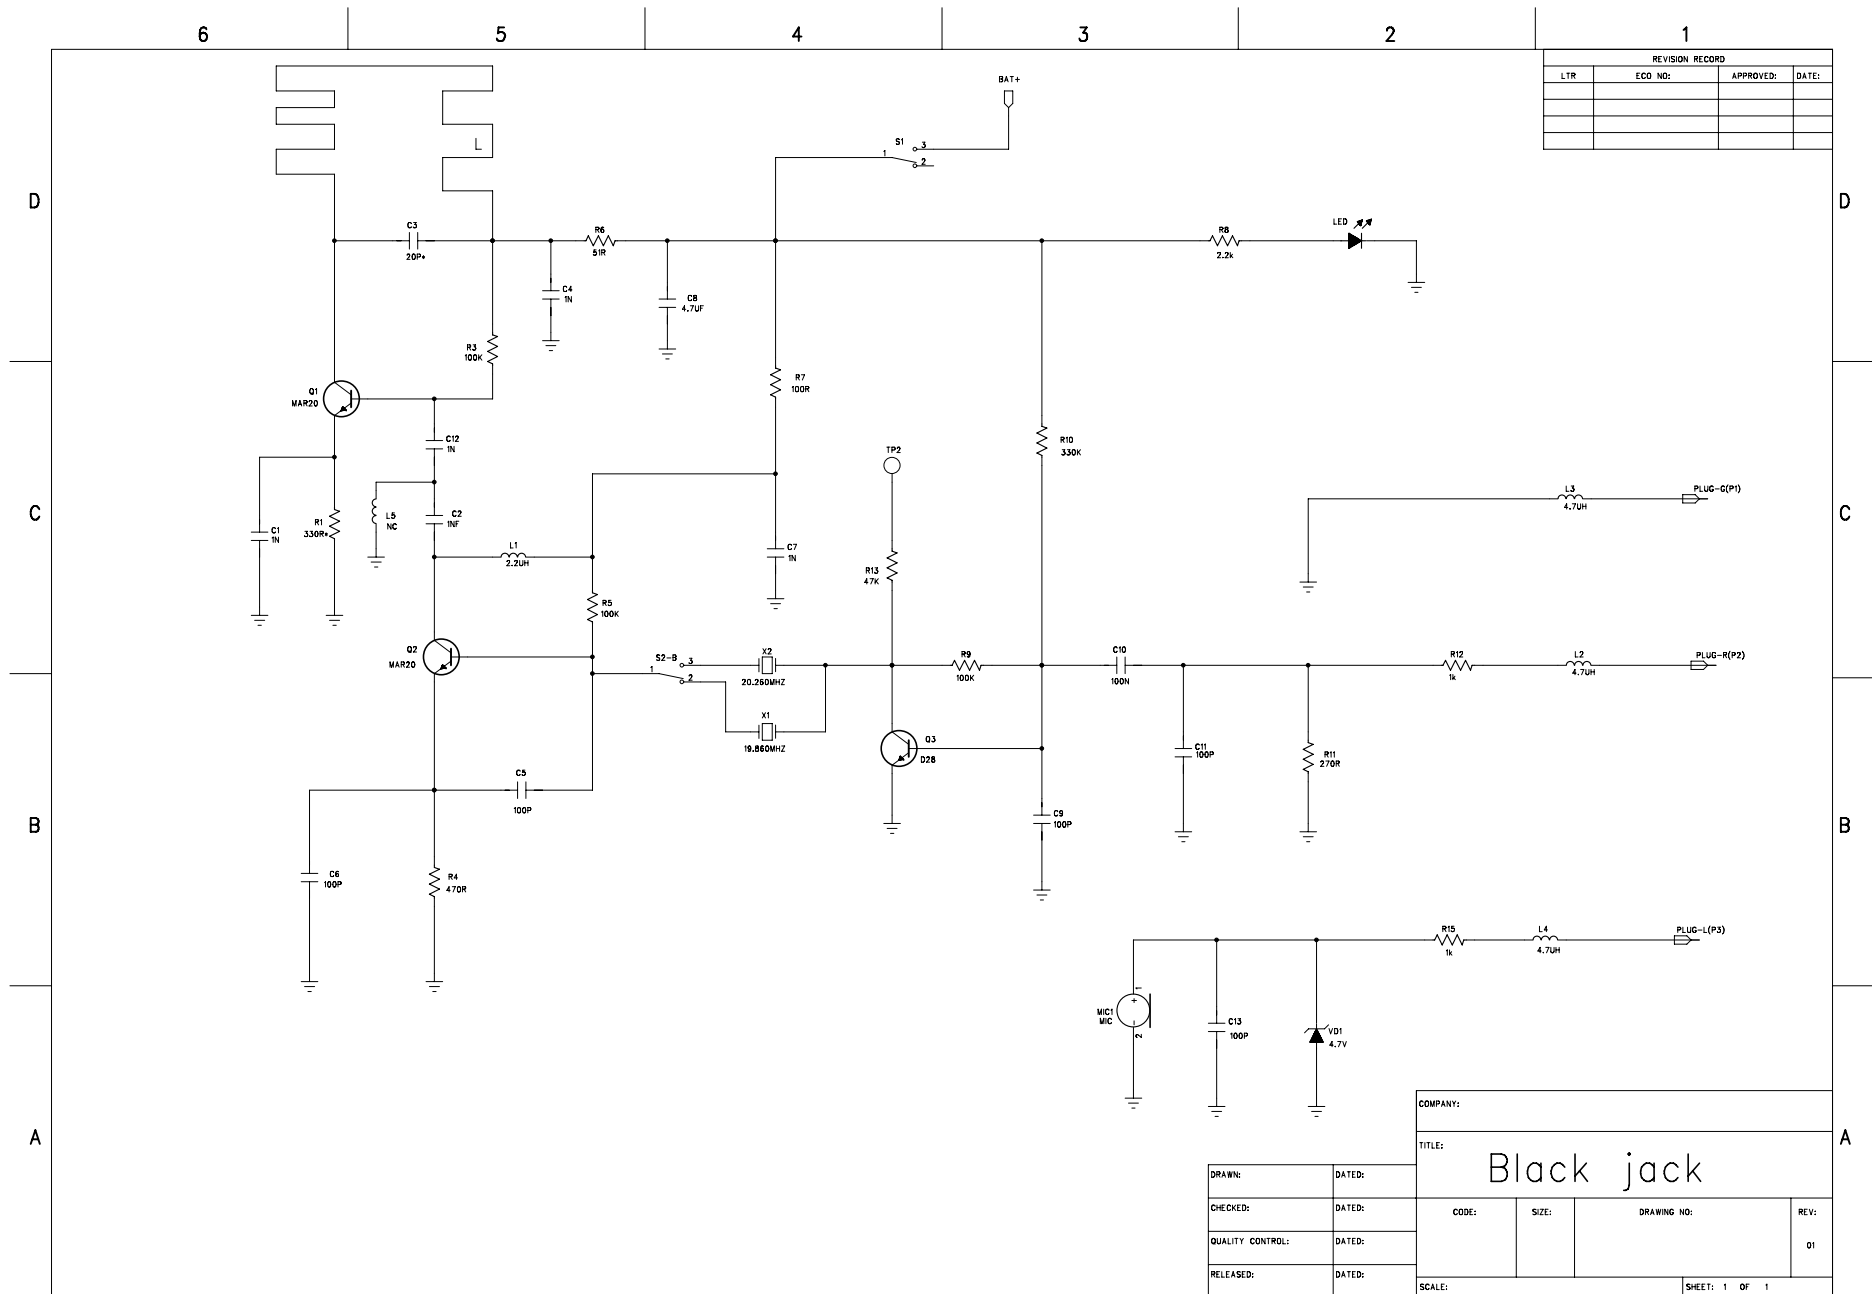 6 5 4 3 2 1
REVISION RECORD
LTR ECO NO: APPROVED: DATE:
BAT+
S1
1 3
2
L
D D
C3
20P*
R6
51R
R8
2.2k
LED
C4
1N
C8
4.7UF
R3
100K
R7
100R
Q1
MAR20
C12
1N
R10
330K
TP2
L3
4.7UH
PLUG-G(P1)
C C
C1
1N
R1
330R*
L5
NC
C2
1NF
L1
2.2UH
C7
1N
R13
47K
R5
100K
Q2
MAR20
S2-B
1 3
2
X2
20.260MHZ
X1
19.860MHZ
R9
100K
C10
100N
R12
1k
L2
4.7UH
PLUG-R(P2)
Q3
D28
C11
100P
R11
270R
C5
100P
C9
100P
B B
C6
100P
R4
470R
R15
1k
L4
4.7UH
PLUG-L(P3)
MIC1
MIC
1
+
-
2
C13
100P
VD1
4.7V
A A
COMPANY:
TITLE:
Black jack
DRAWN: DATED:
CHECKED: DATED:
QUALITY CONTROL: DATED:
RELEASED: DATED:
CODE: SIZE: DRAWING NO: REV:
01
SCALE: SHEET: 1 OF 1